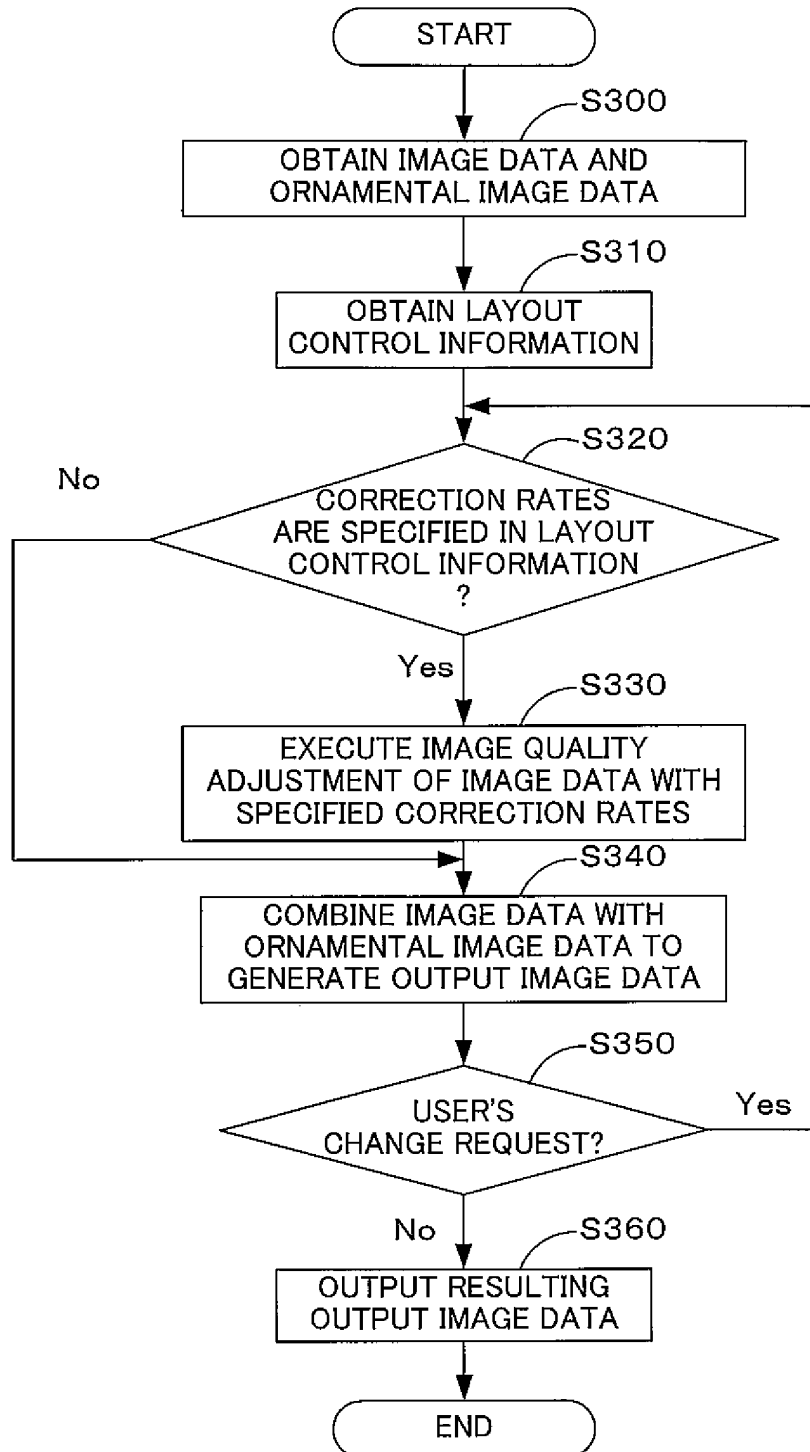 START
S300
OBTAIN IMAGE DATA AND
ORNAMENTAL IMAGE DATA
S310
OBTAIN LAYOUT
CONTROL INFORMATION
S320
No
CORRECTION RATES
ARE SPECIFIED IN LAYOUT
CONTROL INFORMATION
?
Yes
S330
EXECUTE IMAGE QUALITY
ADJUSTMENT OF IMAGE DATA WITH
SPECIFIED CORRECTION RATES
S340
COMBINE IMAGE DATA WITH
ORNAMENTAL IMAGE DATA TO
GENERATE OUTPUT IMAGE DATA
S350
USER'S
CHANGE REQUEST?
Yes
No
S360
OUTPUT RESULTING
OUTPUT IMAGE DATA
END